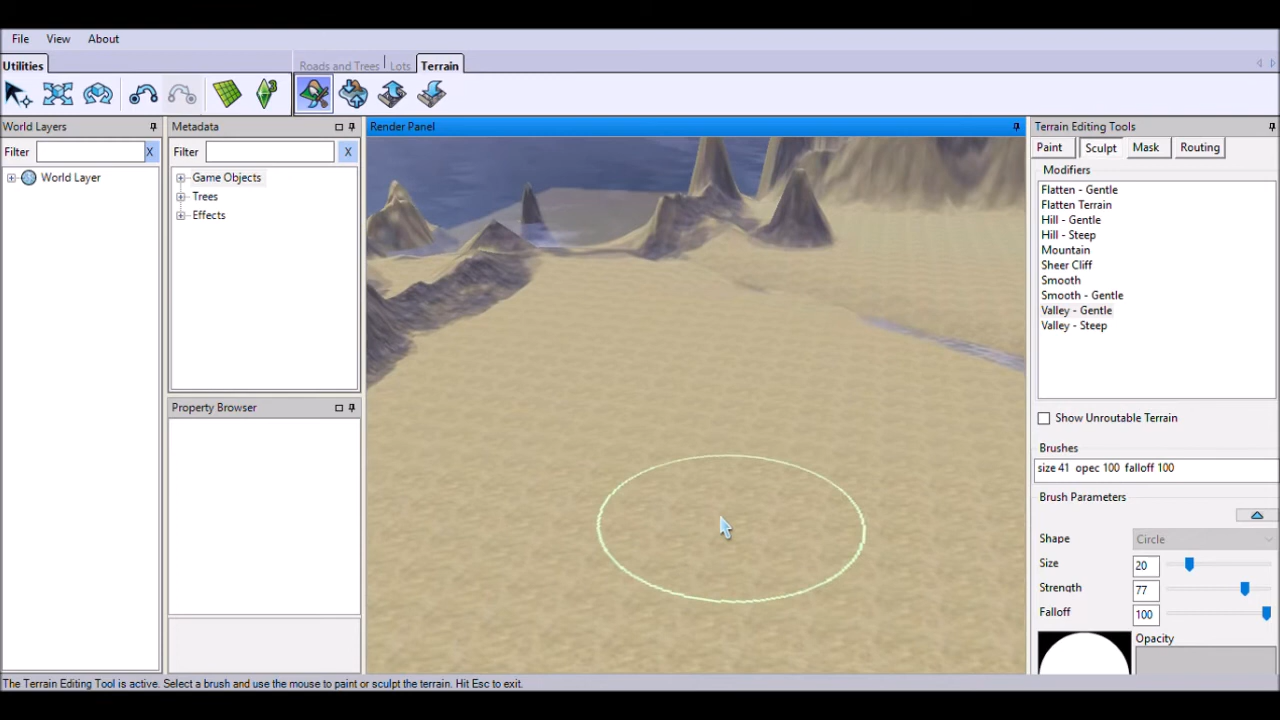 File View About
Utilities
Roads and Trees Lots Terrain
World Layers
Filter X
World Layer
Metadata
Filter X
Game Objects
Trees
Effects
Property Browser
Render Panel
Terrain Editing Tools
Paint Sculpt Mask Routing
Modifiers
Flatten - Gentle
Flatten Terrain
Hill - Gentle
Hill - Steep
Mountain
Sheer Cliff
Smooth
Smooth - Gentle
Valley - Gentle
Valley - Steep
Show Unroutable Terrain
Brushes
size 41 opec 100 falloff 100
Brush Parameters
Shape Circle
Size 20
Strength 77
Falloff 100
Opacity
The Terrain Editing Tool is active. Select a brush and use the mouse to paint or sculpt the terrain. Hit Esc to exit.